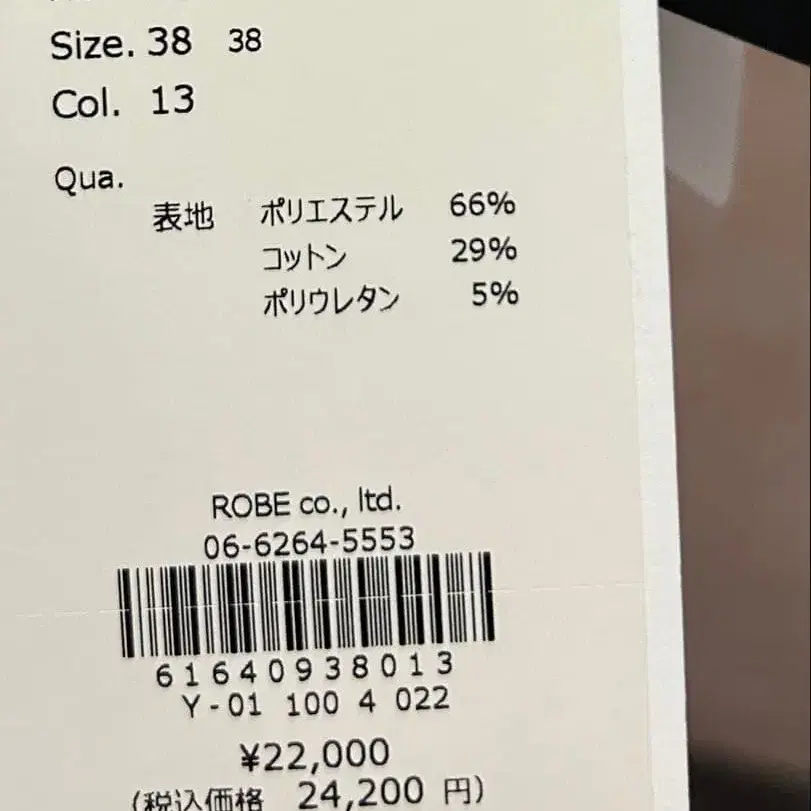 Size. 38 38
Col. 13
Qua.
表地 ポリエステル 66%
コットン 29%
ポリウレタン 5%
ROBE co., ltd.
06-6264-5553
61640938013
Y-01 100 4 022
¥22,000
(税込価格 24,200 円)